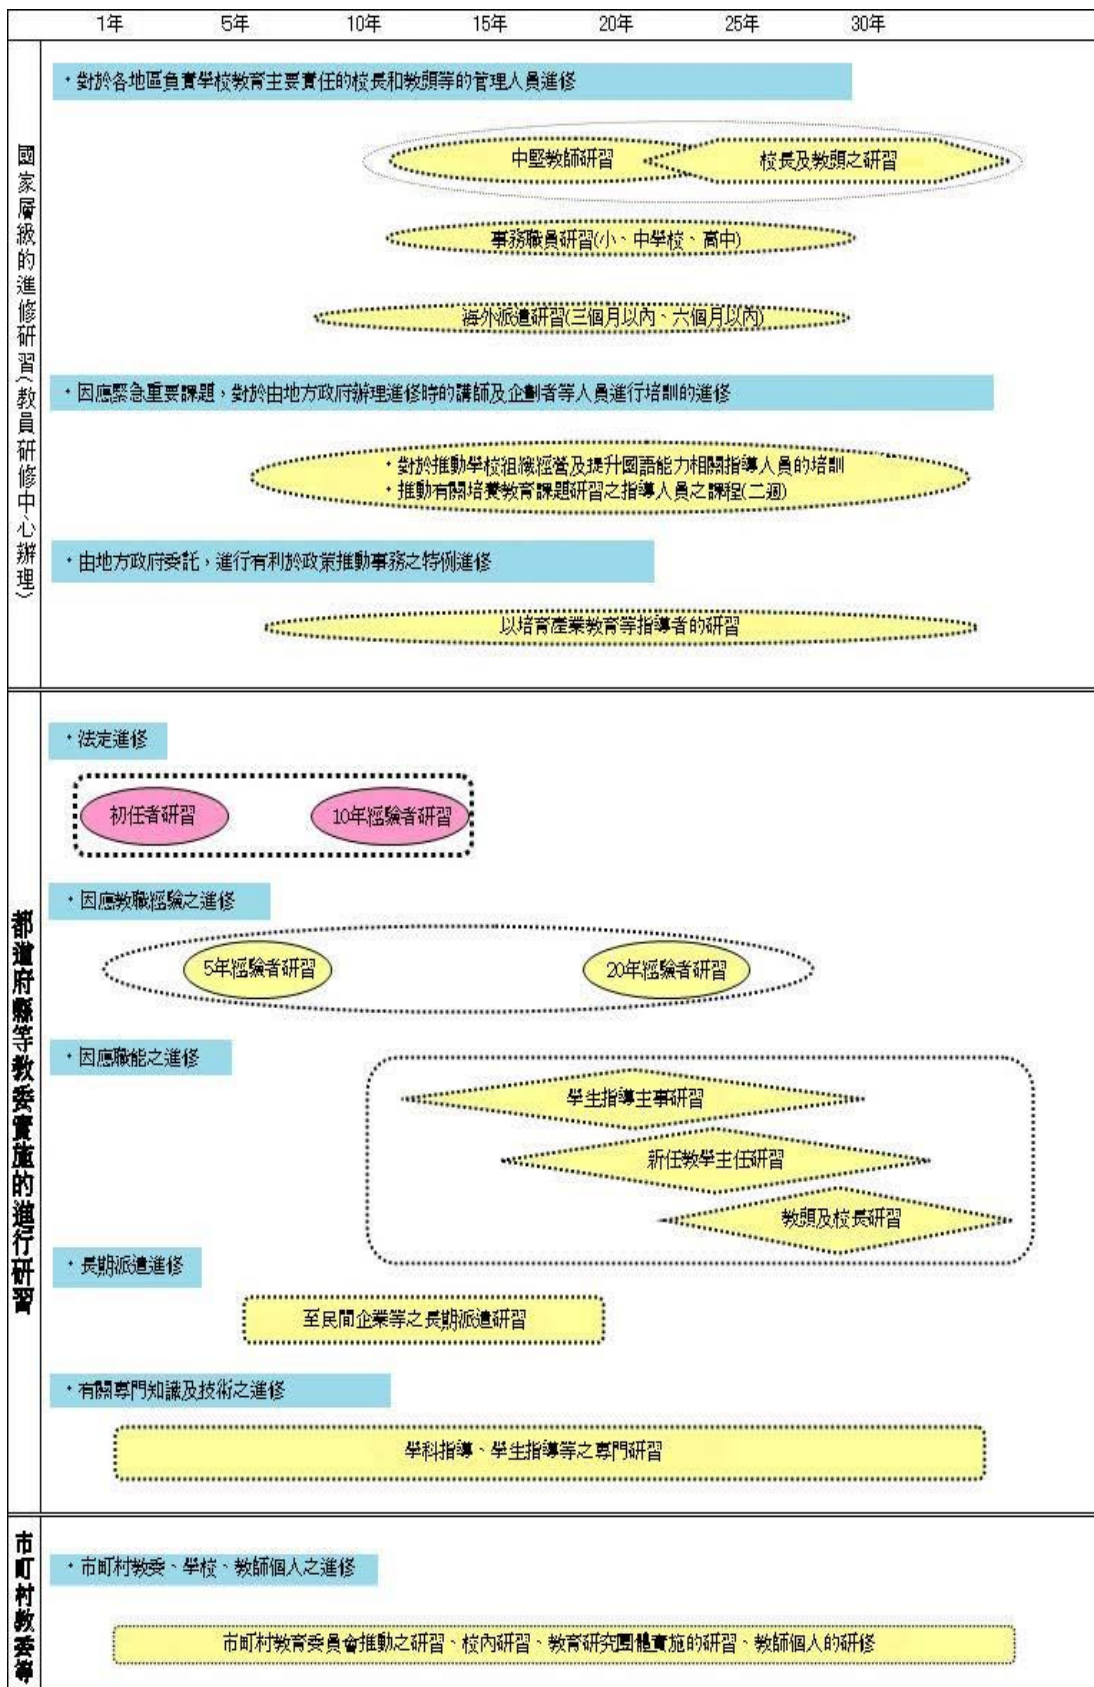 1年 5年 10年 15年 20年 25年 30年
國家層級的進修研習(教員研修中心辦理)
・對於各地區負責學校教育主要責任的校長和教頭等的管理人員進修
中堅教師研習
校長及教頭之研習
事務職員研習(小、中學校、高中)
海外派遣研習(三個月以內、六個月以內)
・因應緊急重要課題，對於由地方政府辦理進修時的講師及企劃者等人員進行培訓的進修
・對於推動學校組織經營及提升國語能力相關指導人員的培訓
・推動有關培養教育課題研習之指導人員之課程(二週)
・由地方政府委託，進行有利於政策推動事務之特例進修
以培育產業教育等指導者的研習
都道府縣等教委實施的進行研習
・法定進修
初任者研習
10年經驗者研習
・因應教職經驗之進修
5年經驗者研習
20年經驗者研習
・因應職能之進修
學生指導主事研習
新任教學主任研習
教頭及校長研習
・長期派遣進修
至民間企業等之長期派遣研習
・有關專門知識及技術之進修
學科指導、學生指導等之專門研習
市町村教委等
・市町村教委、學校、教師個人之進修
市町村教育委員會推動之研習、校內研習、教育研究團體實施的研習、教師個人的研修